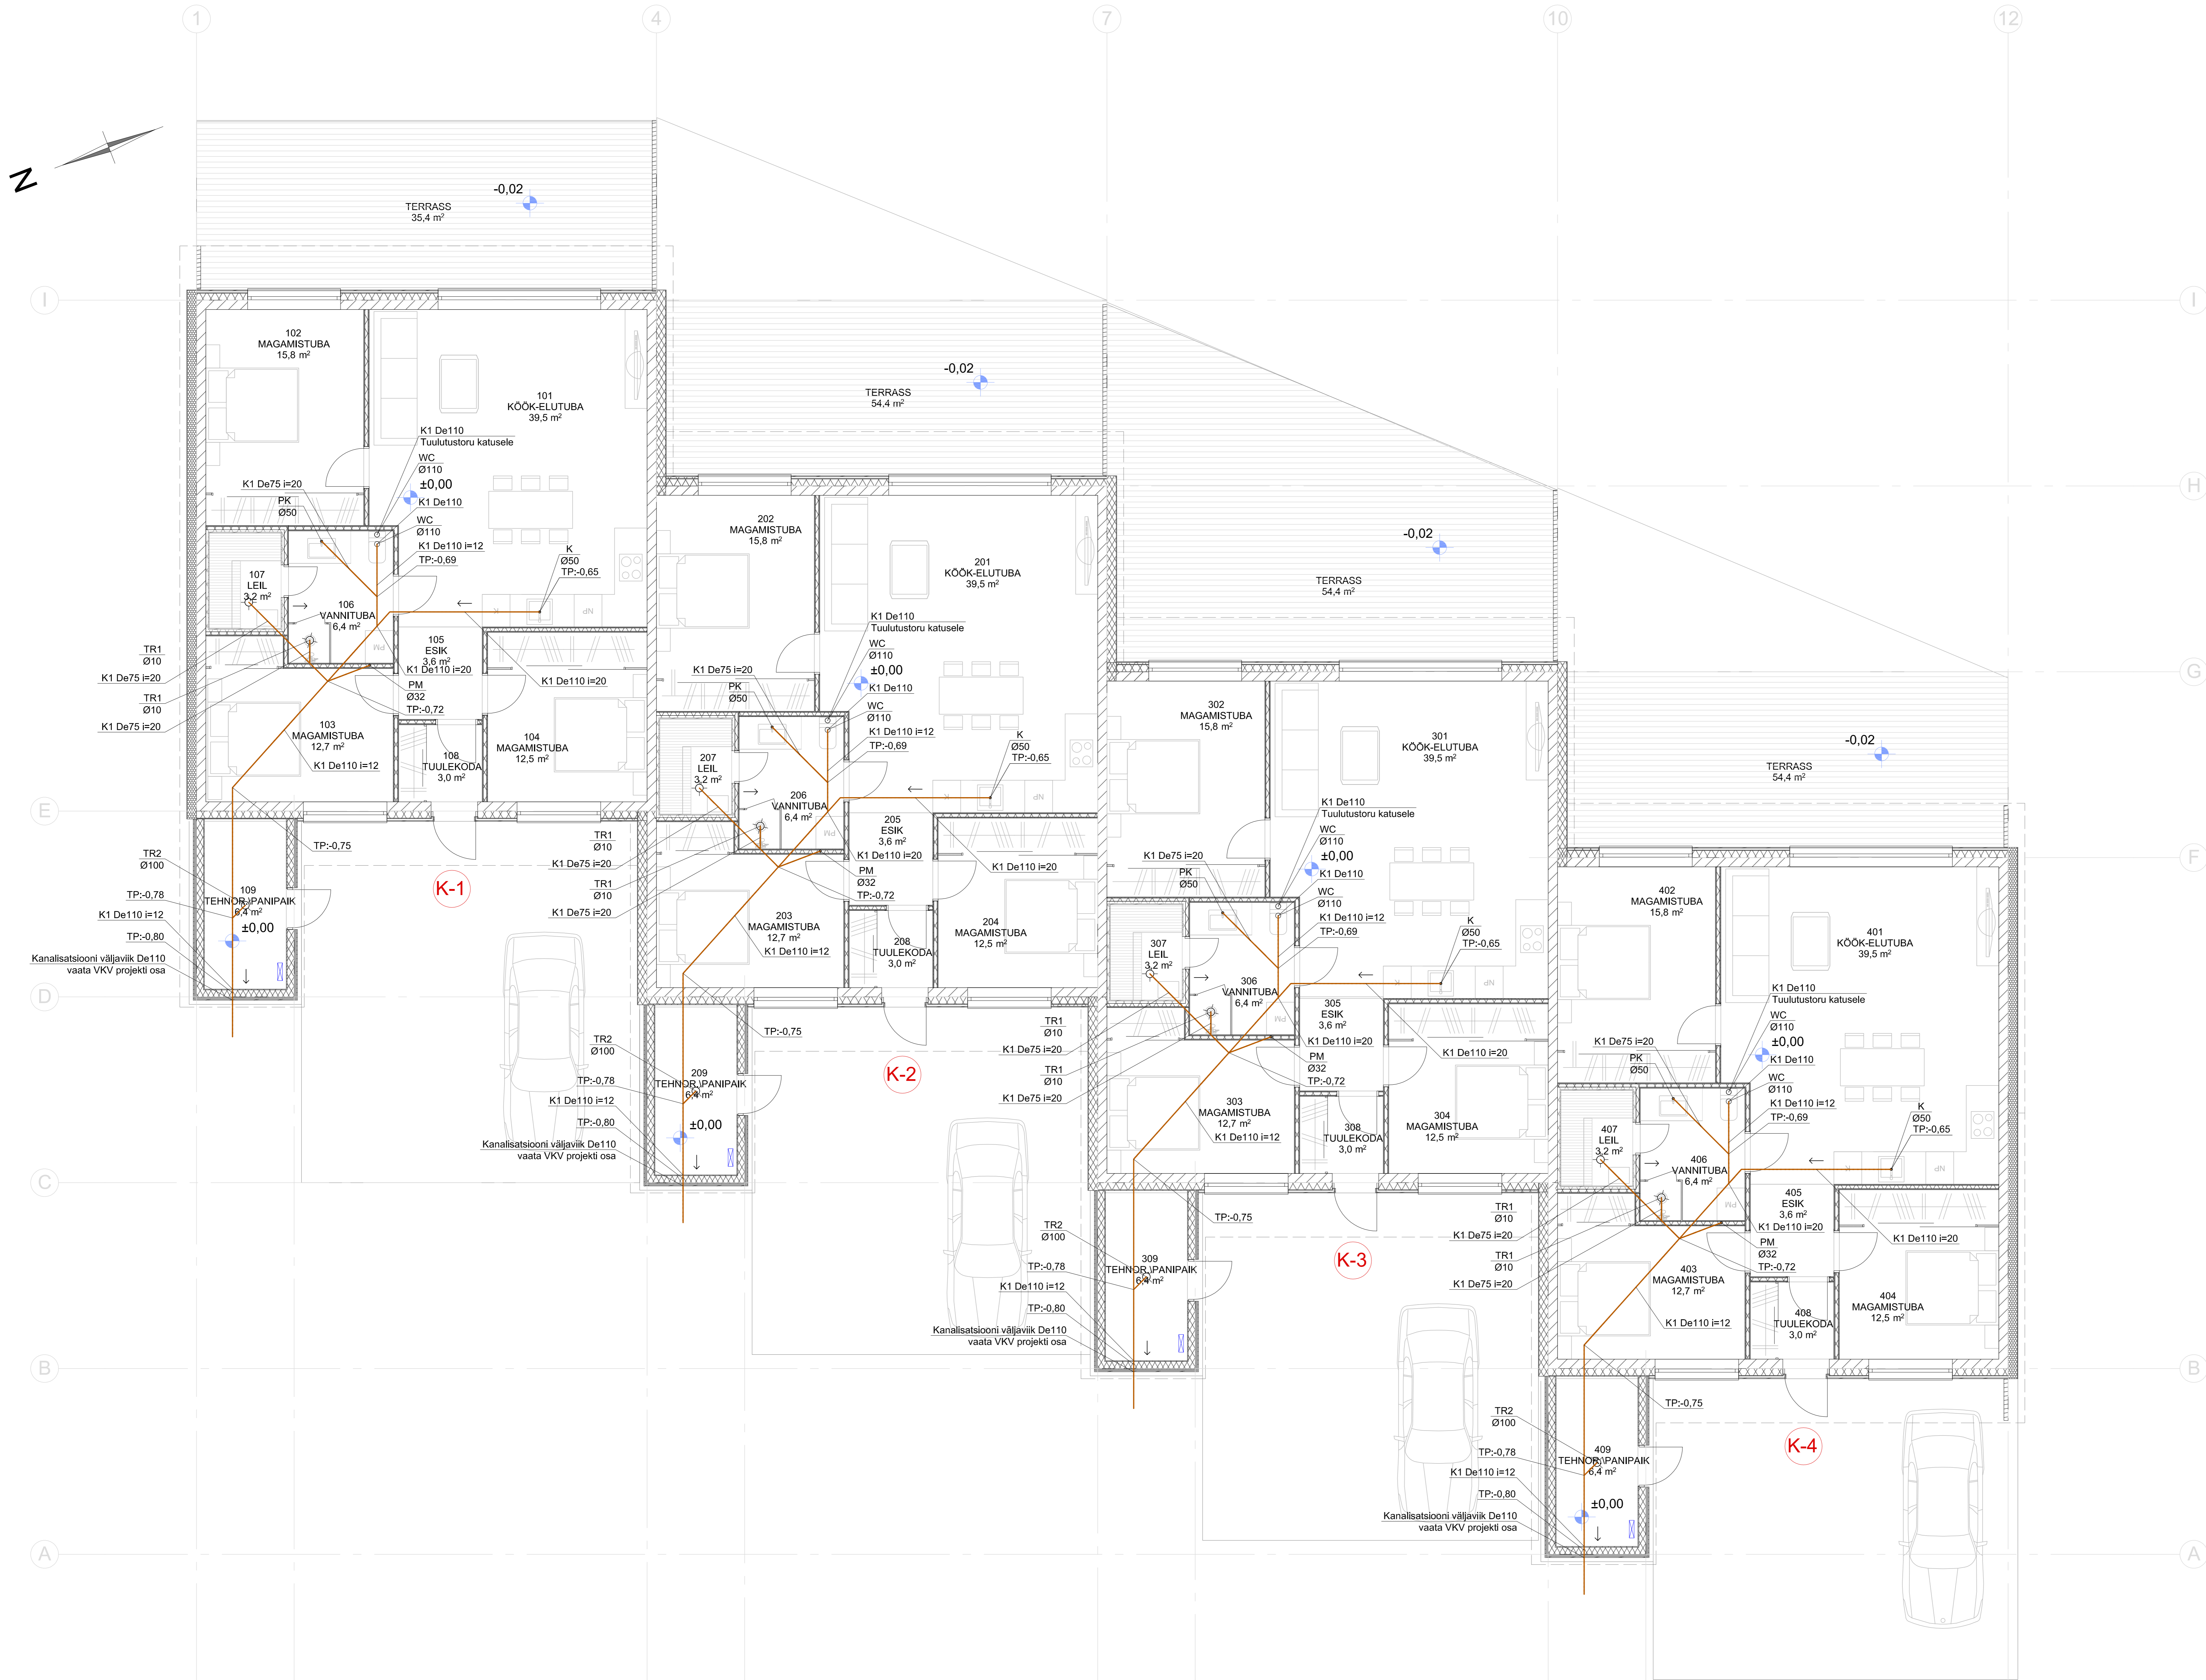 1
4
7
10
12
N
-0,02
TERRASS
35,4 m²
I
I
102
MAGAMISTUBA
15,8 m²
101
KÖÖK-ELUTUBA
39,5 m²
K1 De110
Tuulutustoru katusele
WC
Ø110
±0,00
K1 De110
WC
Ø110
K1 De110 i=12
TP:-0,69
K1 De75 i=20
PK
Ø50
K
Ø50
TP:-0,65
K
NP
107
LEIL
3,2 m²
106
VANNITUBA
6,4 m²
PM
105
ESIK
3,6 m²
K1 De110 i=20
K1 De110 i=20
TR1
Ø10
K1 De75 i=20
TR1
Ø10
K1 De75 i=20
PM
Ø32
TP:-0,72
103
MAGAMISTUBA
12,7 m²
K1 De110 i=12
108
TUULEKODA
3,0 m²
104
MAGAMISTUBA
12,5 m²
E
E
TP:-0,75
TR2
Ø100
109
TEHNOR.\PANIPAIK
6,4 m²
±0,00
TP:-0,78
K1 De110 i=12
TP:-0,80
Kanalisatsiooni väljaviik De110
vaata VKV projekti osa
K-1
-0,02
TERRASS
54,4 m²
H
H
202
MAGAMISTUBA
15,8 m²
201
KÖÖK-ELUTUBA
39,5 m²
K1 De110
Tuulutustoru katusele
WC
Ø110
±0,00
K1 De110
WC
Ø110
K1 De110 i=12
TP:-0,69
K1 De75 i=20
PK
Ø50
K
Ø50
TP:-0,65
K
NP
207
LEIL
3,2 m²
206
VANNITUBA
6,4 m²
PM
205
ESIK
3,6 m²
K1 De110 i=20
K1 De110 i=20
TR1
Ø10
K1 De75 i=20
TR1
Ø10
K1 De75 i=20
PM
Ø32
TP:-0,72
203
MAGAMISTUBA
12,7 m²
K1 De110 i=12
208
TUULEKODA
3,0 m²
204
MAGAMISTUBA
12,5 m²
D
D
TP:-0,75
TR2
Ø100
209
TEHNOR.\PANIPAIK
6,4 m²
±0,00
TP:-0,78
K1 De110 i=12
TP:-0,80
Kanalisatsiooni väljaviik De110
vaata VKV projekti osa
K-2
-0,02
TERRASS
54,4 m²
G
G
302
MAGAMISTUBA
15,8 m²
301
KÖÖK-ELUTUBA
39,5 m²
K1 De110
Tuulutustoru katusele
WC
Ø110
±0,00
K1 De110
WC
Ø110
K1 De110 i=12
TP:-0,69
K1 De75 i=20
PK
Ø50
K
Ø50
TP:-0,65
K
NP
307
LEIL
3,2 m²
306
VANNITUBA
6,4 m²
PM
305
ESIK
3,6 m²
K1 De110 i=20
K1 De110 i=20
TR1
Ø10
K1 De75 i=20
TR1
Ø10
K1 De75 i=20
PM
Ø32
TP:-0,72
303
MAGAMISTUBA
12,7 m²
K1 De110 i=12
308
TUULEKODA
3,0 m²
304
MAGAMISTUBA
12,5 m²
C
C
TP:-0,75
TR2
Ø100
309
TEHNOR.\PANIPAIK
6,4 m²
TP:-0,78
K1 De110 i=12
TP:-0,80
Kanalisatsiooni väljaviik De110
vaata VKV projekti osa
K-3
-0,02
TERRASS
54,4 m²
F
402
MAGAMISTUBA
15,8 m²
401
KÖÖK-ELUTUBA
39,5 m²
K1 De110
Tuulutustoru katusele
WC
Ø110
±0,00
K1 De110
WC
Ø110
K1 De110 i=12
TP:-0,69
K1 De75 i=20
PK
Ø50
K
Ø50
TP:-0,65
K
NP
407
LEIL
3,2 m²
406
VANNITUBA
6,4 m²
PM
405
ESIK
3,6 m²
K1 De110 i=20
K1 De110 i=20
TR1
Ø10
K1 De75 i=20
TR1
Ø10
K1 De75 i=20
PM
Ø32
TP:-0,72
403
MAGAMISTUBA
12,7 m²
K1 De110 i=12
408
TUULEKODA
3,0 m²
404
MAGAMISTUBA
12,5 m²
B
B
TP:-0,75
TR2
Ø100
409
TEHNOR.\PANIPAIK
6,4 m²
±0,00
TP:-0,78
K1 De110 i=12
TP:-0,80
Kanalisatsiooni väljaviik De110
vaata VKV projekti osa
K-4
A
A